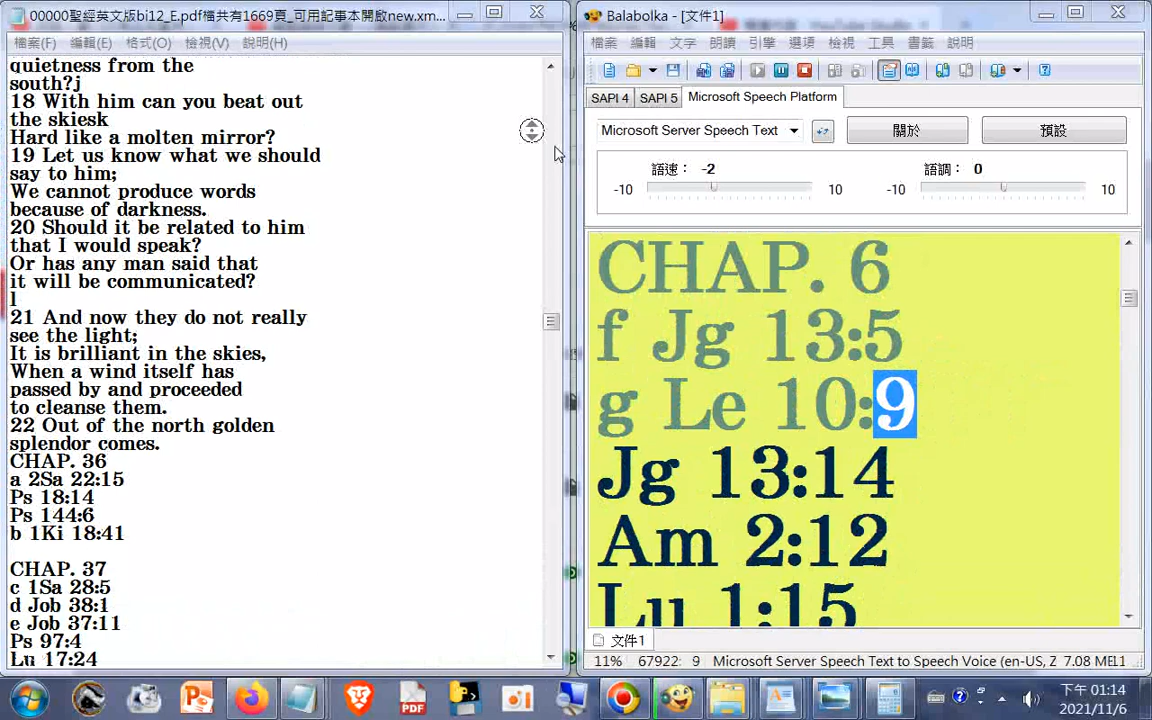 00000聖經英文版bi12_E.pdf檔共有1669頁_可用記事本開啟new.xm...
檔案(F) 編輯(E) 格式(O) 檢視(V) 說明(H)
quietness from the
south?j
18 With him can you beat out
the skiesk
Hard like a molten mirror?
19 Let us know what we should
say to him;
We cannot produce words
because of darkness.
20 Should it be related to him
that I would speak?
Or has any man said that
it will be communicated?
l
21 And now they do not really
see the light;
It is brilliant in the skies,
When a wind itself has
passed by and proceeded
to cleanse them.
22 Out of the north golden
splendor comes.
CHAP. 36
a 2Sa 22:15
Ps 18:14
Ps 144:6
b 1Ki 18:41
CHAP. 37
c 1Sa 28:5
d Job 38:1
e Job 37:11
Ps 97:4
Lu 17:24
Balabolka - [文件1]
檔案 編輯 文字 朗讀 引擎 選項 檢視 工具 書籤 說明
SAPI 4 SAPI 5 Microsoft Speech Platform
Microsoft Server Speech Text 關於 預設
語速： -2 語調： 0
-10 10 -10 10
CHAP. 6
f Jg 13:5
g Le 10:9
Jg 13:14
Am 2:12
Lu 1:15
文件1
11% 67922: 9 Microsoft Server Speech Text to Speech Voice (en-US, Z 7.08 ME
PDF
下午 01:14
2021/11/6